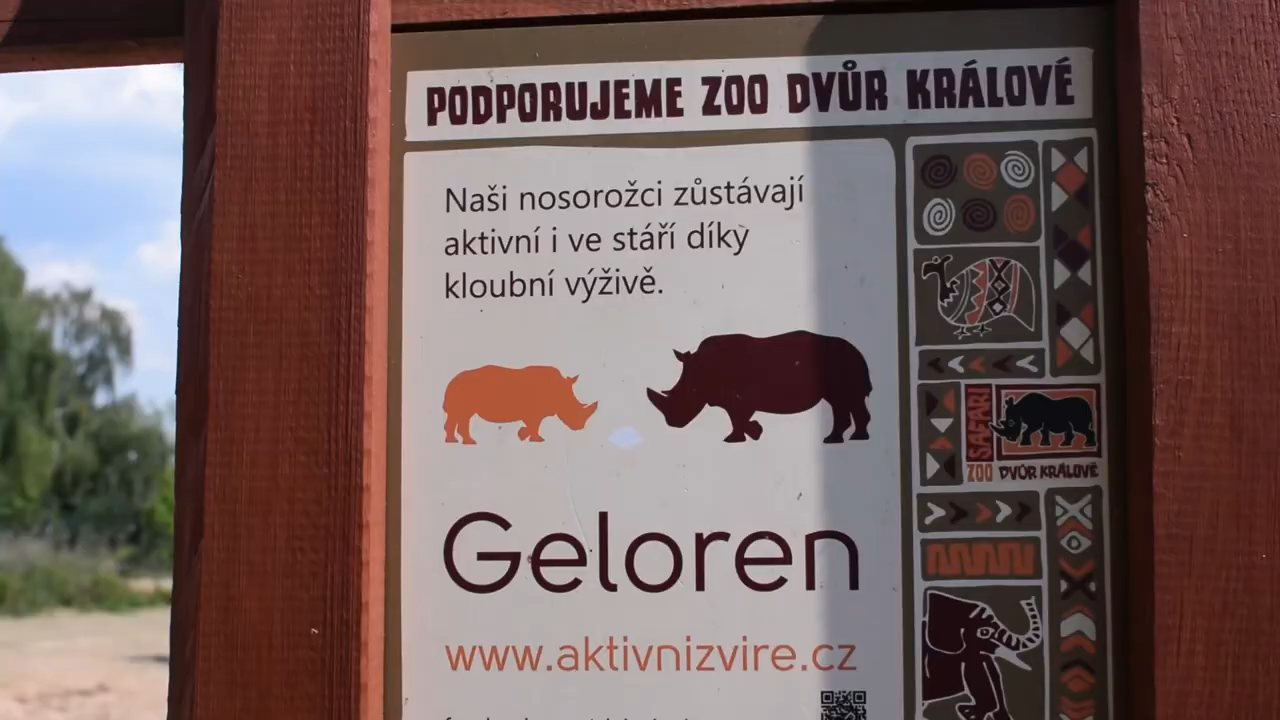 PODPORUJEME ZOO DVŮR KRÁLOVÉ
Naši nosorožci zůstávají
aktivní i ve stáří díky
kloubní výživě.
Geloren
www.aktivnizvire.cz
SAFARI
ZOO DVŮR KRÁLOVÉ